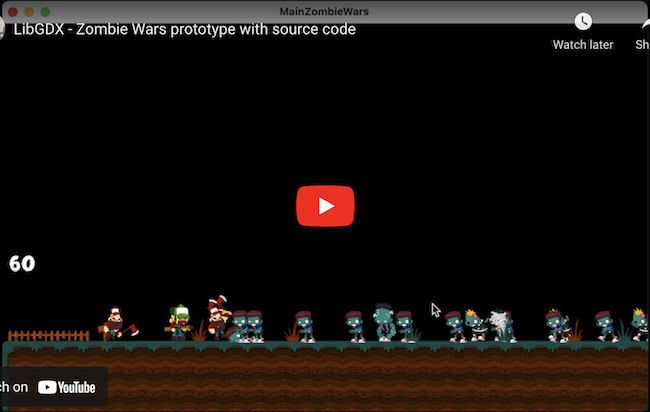 MainZombieWars
LibGDX - Zombie Wars prototype with source code
Watch later
Sh
60
ch on YouTube